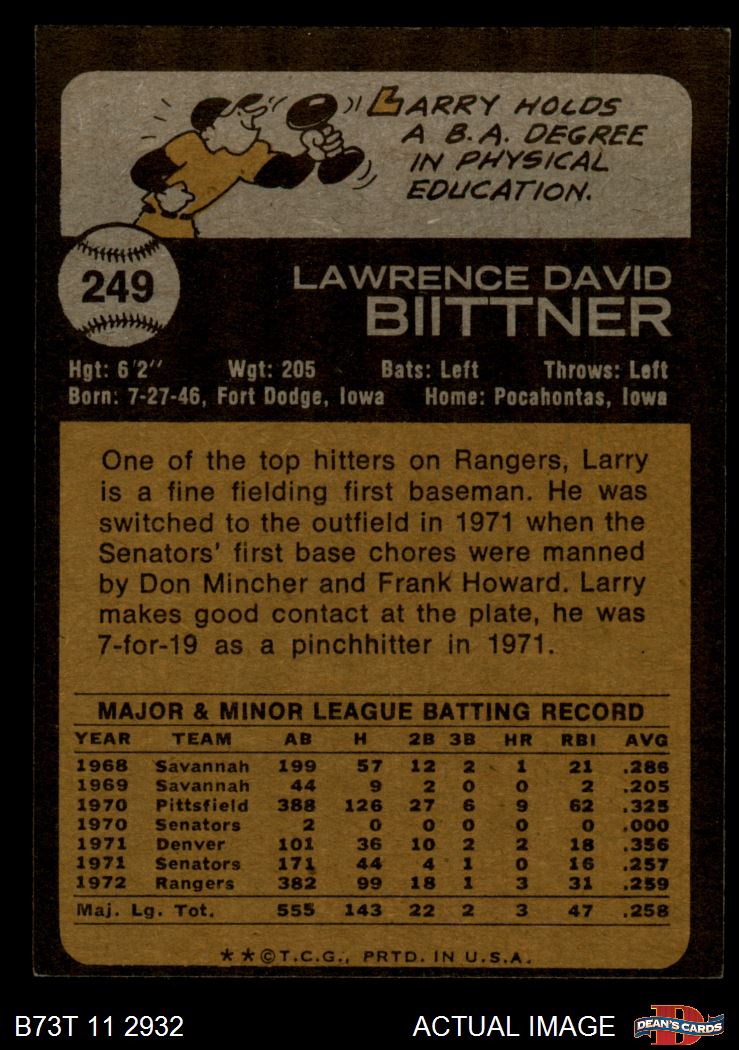 LARRY HOLDS
A B.A. DEGREE
IN PHYSICAL
EDUCATION.
249
LAWRENCE DAVID
BIITTNER
Hgt: 6'2'' Wgt: 205 Bats: Left Throws: Left
Born: 7-27-46, Fort Dodge, Iowa Home: Pocahontas, Iowa
One of the top hitters on Rangers, Larry
is a fine fielding first baseman. He was
switched to the outfield in 1971 when the
Senators' first base chores were manned
by Don Mincher and Frank Howard. Larry
makes good contact at the plate, he was
7-for-19 as a pinchhitter in 1971.
MAJOR & MINOR LEAGUE BATTING RECORD
YEAR TEAM AB H 2B 3B HR RBI AVG
1968 Savannah 199 57 12 2 1 21 .286
1969 Savannah 44 9 2 0 0 2 .205
1970 Pittsfield 388 126 27 6 9 62 .325
1970 Senators 2 0 0 0 0 0 .000
1971 Denver 101 36 10 2 2 18 .356
1971 Senators 171 44 4 1 0 16 .257
1972 Rangers 382 99 18 1 3 31 .259
Maj. Lg. Tot. 555 143 22 2 3 47 .258
**©T.C.G., PRTD. IN U.S.A.
B73T 11 2932 ACTUAL IMAGE DEAN'S CARDS